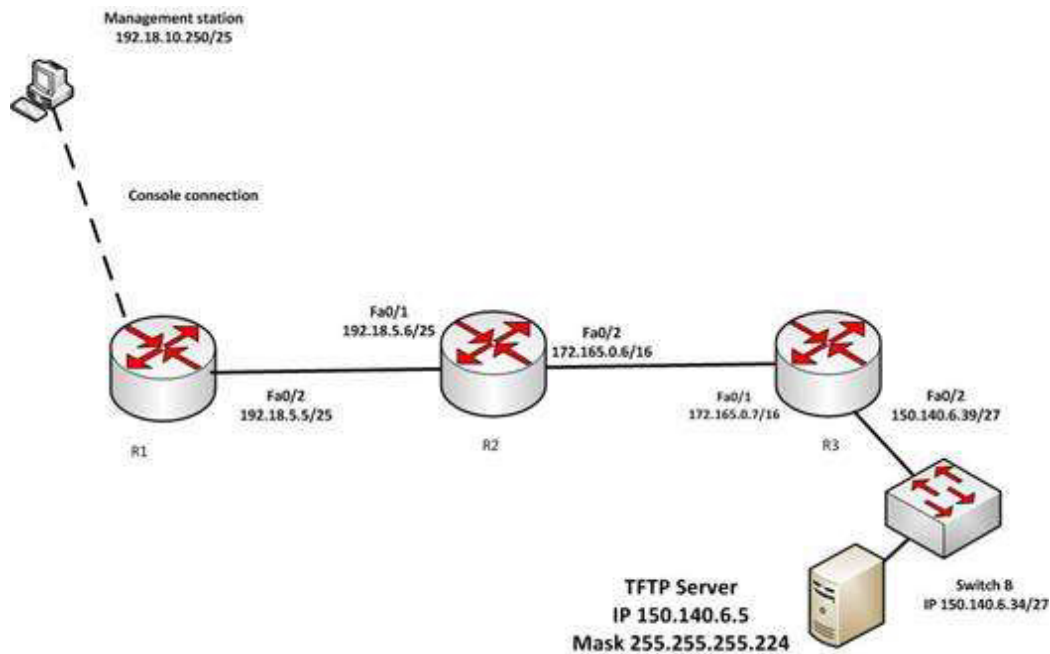 Management station
192.18.10.250/25
Console connection
Fa0/1
192.18.5.6/25
Fa0/2
172.165.0.6/16
Fa0/2
192.18.5.5/25
Fa0/1
172.165.0.7/16
Fa0/2
150.140.6.39/27
R1
R2
R3
TFTP Server
IP 150.140.6.5
Mask 255.255.255.224
Switch B
IP 150.140.6.34/27